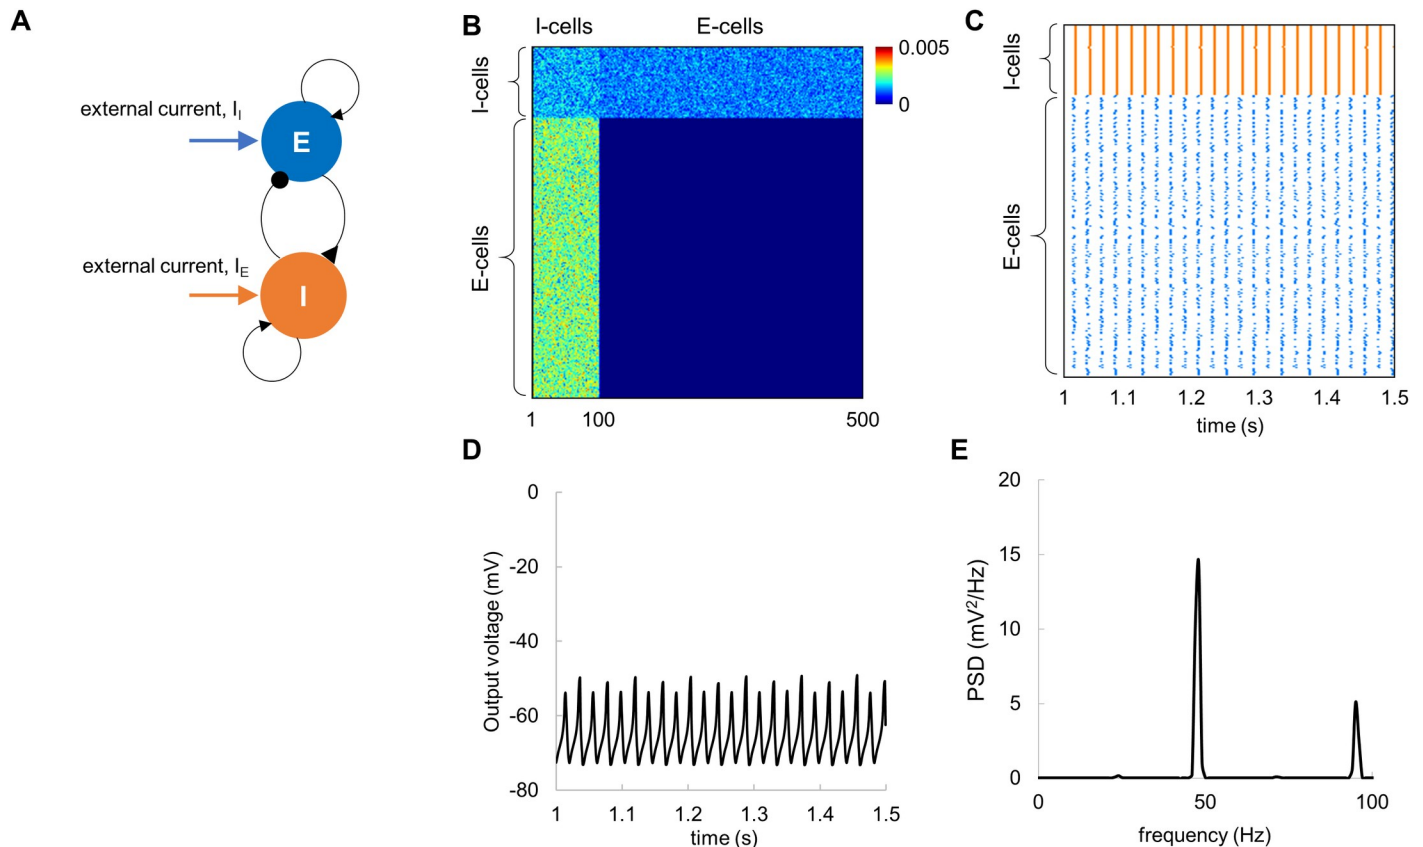 A
external current, I_I
E
external current, I_E
I
B
I-cells E-cells
I-cells
E-cells
0.005
0
1 100 500
C
I-cells
E-cells
1 1.1 1.2 1.3 1.4 1.5
time (s)
D
Output voltage (mV)
0
-20
-40
-60
-80
1 1.1 1.2 1.3 1.4 1.5
time (s)
E
PSD (mV²/Hz)
20
15
10
5
0
0 50 100
frequency (Hz)